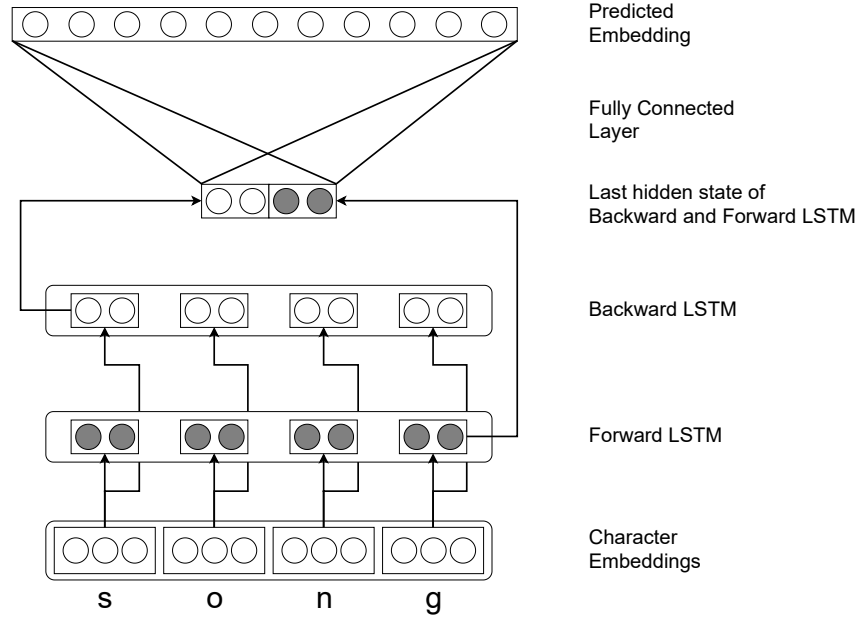 Predicted
Embedding
Fully Connected
Layer
Last hidden state of
Backward and Forward LSTM
Backward LSTM
Forward LSTM
Character
Embeddings
s o n g